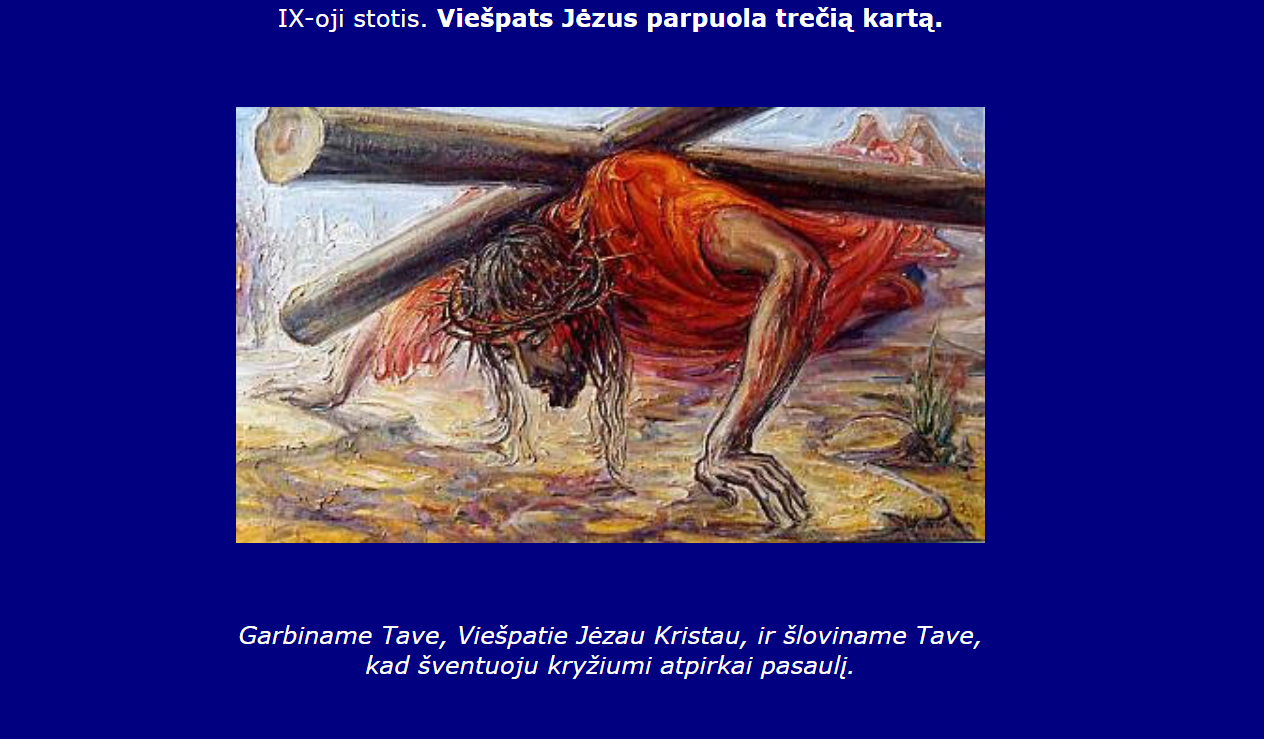 IX-oji stotis. Viešpats Jėzus parpuola trečią kartą.
Garbiname Tave, Viešpatie Jėzau Kristau, ir šloviname Tave,
kad šventuoju kryžiumi atpirkai pasaulį.